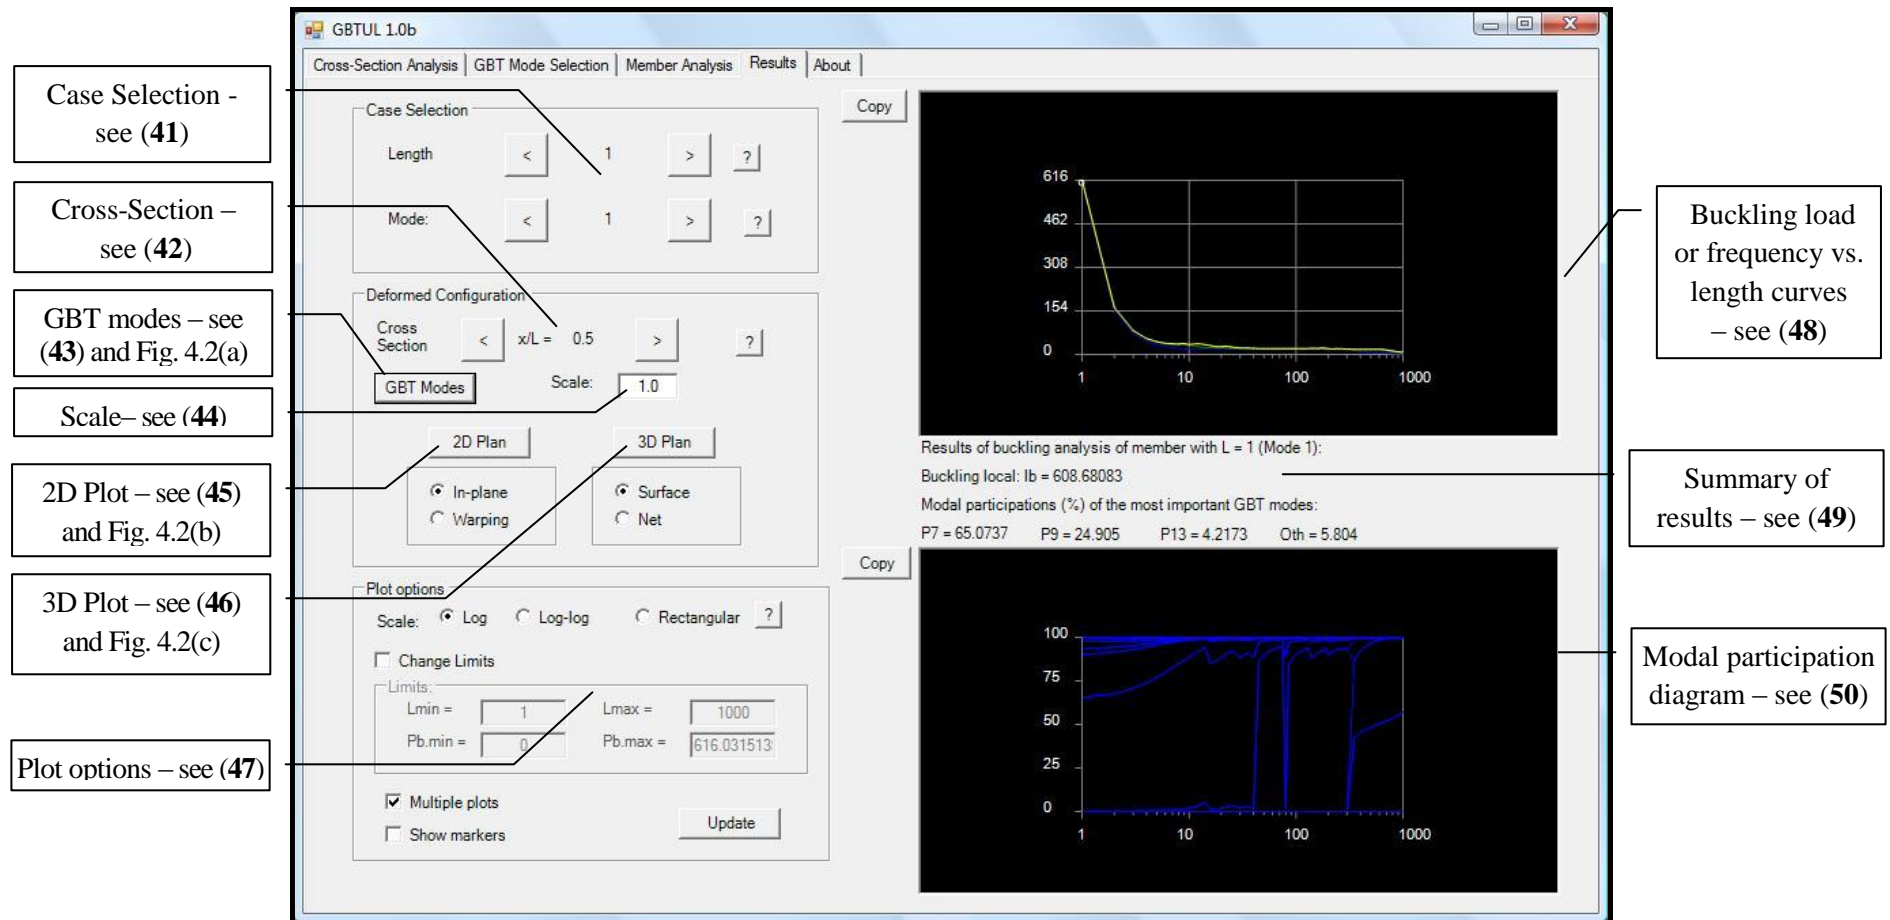 GBTUL 1.0b
Cross-Section Analysis GBT Mode Selection Member Analysis Results About
Case Selection -
see (41)
Cross-Section –
see (42)
GBT modes – see
(43) and Fig. 4.2(a)
Scale– see (44)
2D Plot – see (45)
and Fig. 4.2(b)
3D Plot – see (46)
and Fig. 4.2(c)
Plot options – see (47)
Case Selection
Length < 1 > ?
Mode: < 1 > ?
Deformed Configuration
Cross
Section < x/L = 0.5 > ?
GBT Modes Scale: 1.0
2D Plan 3D Plan
In-plane Surface
Warping Net
Plot options
Scale: Log Log-log Rectangular ?
Change Limits
Limits:
Lmin = 1 Lmax = 1000
Pb.min = 0 Pb.max = 616.031513
Multiple plots
Show markers
Update
Copy
616
462
308
154
0
1 10 100 1000
Results of buckling analysis of member with L = 1 (Mode 1):
Buckling local: lb = 608.68083
Modal participations (%) of the most important GBT modes:
P7 = 65.0737 P9 = 24.905 P13 = 4.2173 Oth = 5.804
Copy
100
75
50
25
0
1 10 100 1000
Buckling load
or frequency vs.
length curves
– see (48)
Summary of
results – see (49)
Modal participation
diagram – see (50)